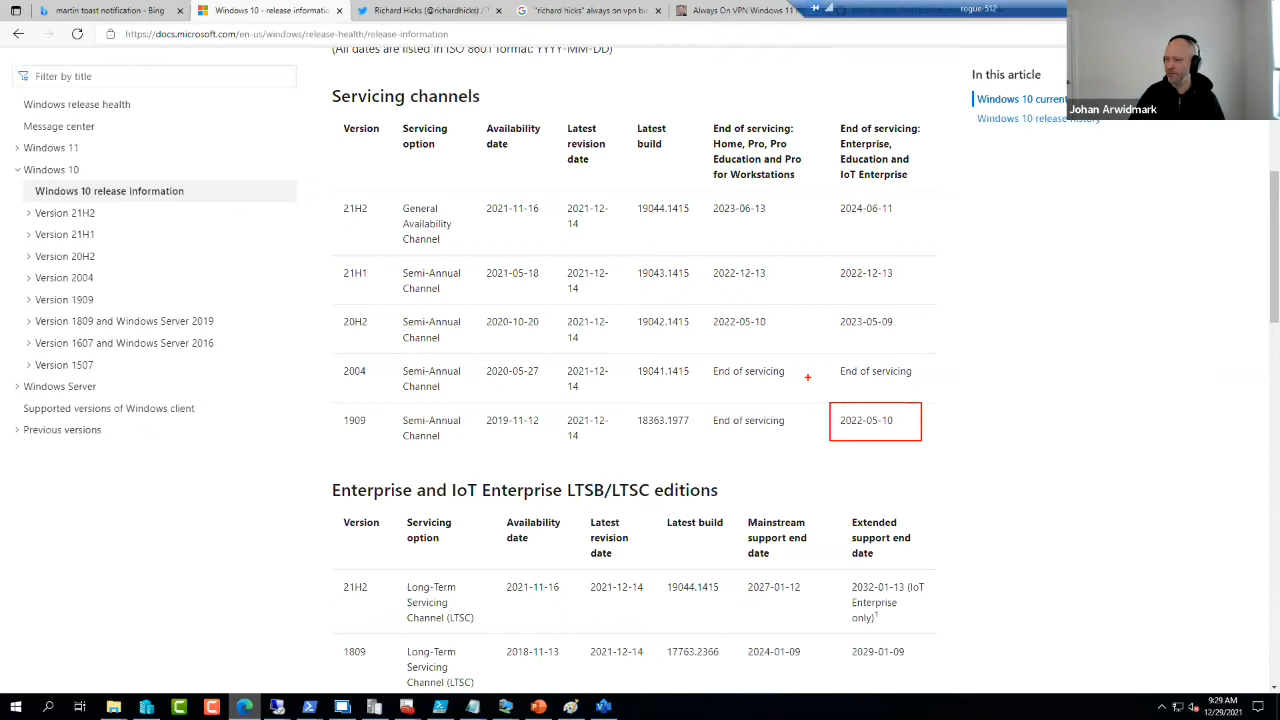 martin toast notification - Bing
Windows 10 - release informatio
Richard Hicks (@richardhicks) / T
"richard hicks" always on vpn bu
Always On VPN Windows 11
rogue-512
https://docs.microsoft.com/en-us/windows/release-health/release-information
(All dates are listed in ISO 8601 format: YYYY-MM-DD)
Filter by title
Windows release health
Message center
Windows 11
Windows 10
Windows 10 release information
Version 21H2
Version 21H1
Version 20H2
Version 2004
Version 1909
Version 1809 and Windows Server 2019
Version 1607 and Windows Server 2016
Version 1507
Windows Server
Supported versions of Windows client
Previous versions
Servicing channels
Version Servicing option Availability date Latest revision date Latest build End of servicing: Home, Pro, Pro Education and Pro for Workstations End of servicing: Enterprise, Education and IoT Enterprise
21H2 General Availability Channel 2021-11-16 2021-12-14 19044.1415 2023-06-13 2024-06-11
21H1 Semi-Annual Channel 2021-05-18 2021-12-14 19043.1415 2022-12-13 2022-12-13
20H2 Semi-Annual Channel 2020-10-20 2021-12-14 19042.1415 2022-05-10 2023-05-09
2004 Semi-Annual Channel 2020-05-27 2021-12-14 19041.1415 End of servicing End of servicing
1909 Semi-Annual Channel 2019-11-12 2021-12-14 18363.1977 End of servicing 2022-05-10
Enterprise and IoT Enterprise LTSB/LTSC editions
Version Servicing option Availability date Latest revision date Latest build Mainstream support end date Extended support end date
21H2 Long-Term Servicing Channel (LTSC) 2021-11-16 2021-12-14 19044.1415 2027-01-12 2032-01-13 (IoT Enterprise only)1
1809 Long-Term Servicing Channel (LTSC) 2018-11-13 2021-12-14 17763.2366 2024-01-09 2029-01-09
In this article
Windows 10 current
Windows 10 release history
Johan Arwidmark
9:29 AM
12/29/2021